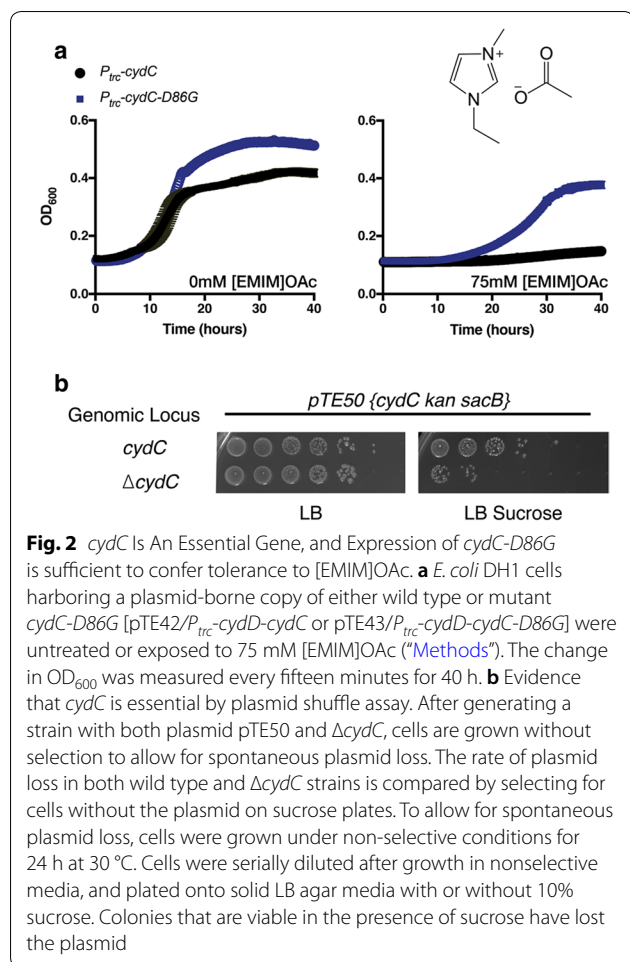 a
P_trc-cydC
P_trc-cydC-D86G
N+
N
O
−O
0.6
0.4
0.2
0.0
OD600
0 10 20 30 40
0mM [EMIM]OAc
Time (hours)
0.6
0.4
0.2
0.0
0 10 20 30 40
75mM [EMIM]OAc
Time (hours)
b
pTE50 {cydC kan sacB}
Genomic Locus
cydC
ΔcydC
LB
LB Sucrose
Fig. 2 cydC Is An Essential Gene, and Expression of cydC-D86G
is sufficient to confer tolerance to [EMIM]OAc. a E. coli DH1 cells
harboring a plasmid-borne copy of either wild type or mutant
cydC-D86G [pTE42/P_trc-cydD-cydC or pTE43/P_trc-cydD-cydC-D86G] were
untreated or exposed to 75 mM [EMIM]OAc (“Methods”). The change
in OD600 was measured every fifteen minutes for 40 h. b Evidence
that cydC is essential by plasmid shuffle assay. After generating a
strain with both plasmid pTE50 and ΔcydC, cells are grown without
selection to allow for spontaneous plasmid loss. The rate of plasmid
loss in both wild type and ΔcydC strains is compared by selecting for
cells without the plasmid on sucrose plates. To allow for spontaneous
plasmid loss, cells were grown under non-selective conditions for
24 h at 30 °C. Cells were serially diluted after growth in nonselective
media, and plated onto solid LB agar media with or without 10%
sucrose. Colonies that are viable in the presence of sucrose have lost
the plasmid